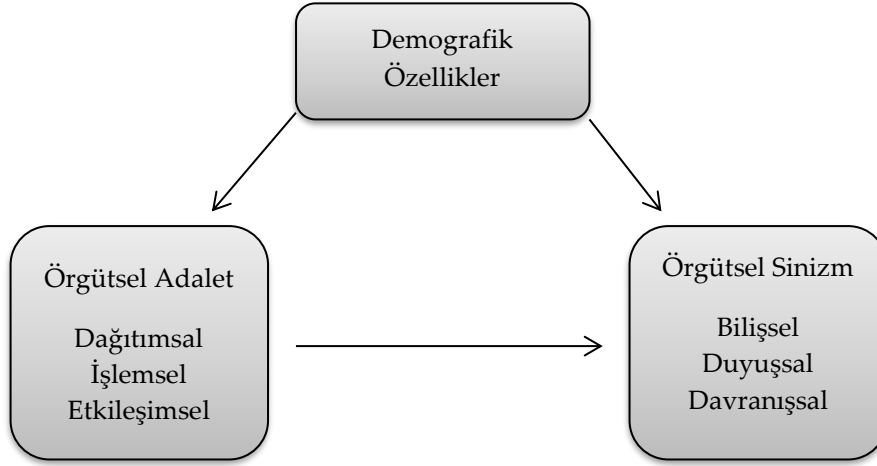 Demografik
Özellikler
Örgütsel Adalet
Dağıtımsal
İşlemsel
Etkileşimsel
Örgütsel Sinizm
Bilişsel
Duyuşsal
Davranışsal